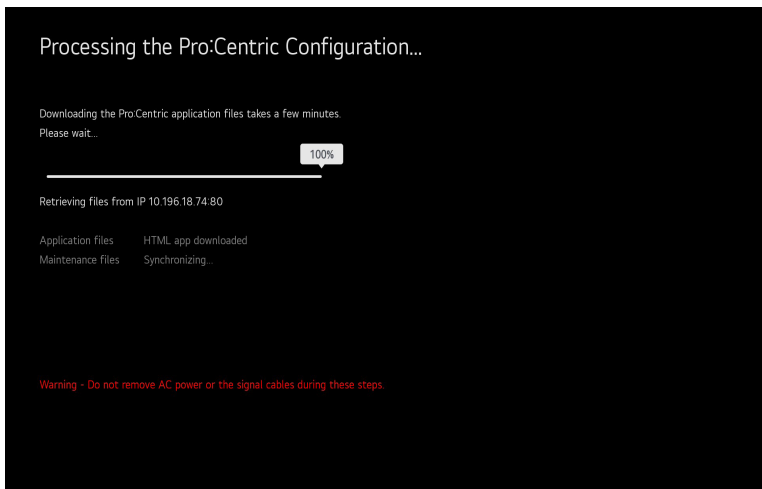 Processing the Pro:Centric Configuration...
Downloading the Pro:Centric application files takes a few minutes.
Please wait...
100%
Retrieving files from IP 10.196.18.74:80
Application files HTML app downloaded
Maintenance files Synchronizing...
Warning - Do not remove AC power or the signal cables during these steps.